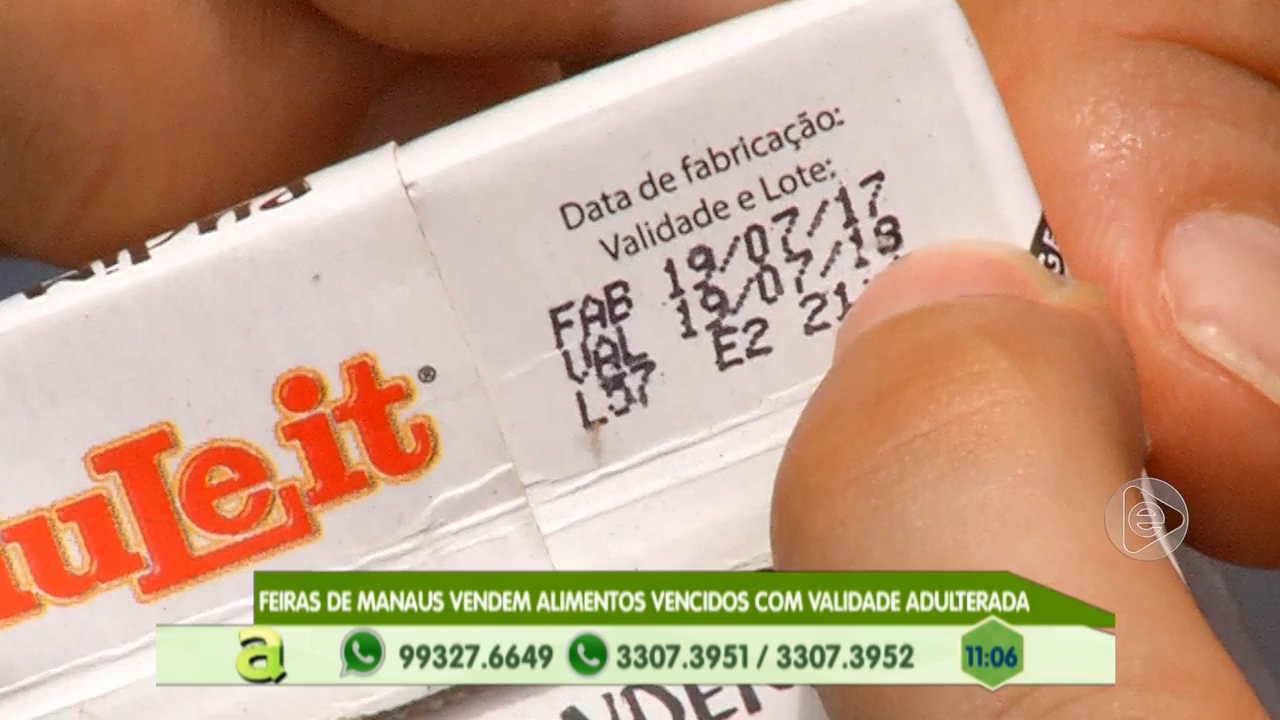 Data de fabricação:
Validade e Lote:
FAB 19/07/17
VAL 19/07/18
L57 E2 21:
uLeit®
FEIRAS DE MANAUS VENDEM ALIMENTOS VENCIDOS COM VALIDADE ADULTERADA
a 99327.6649 3307.3951 / 3307.3952 11:06
e